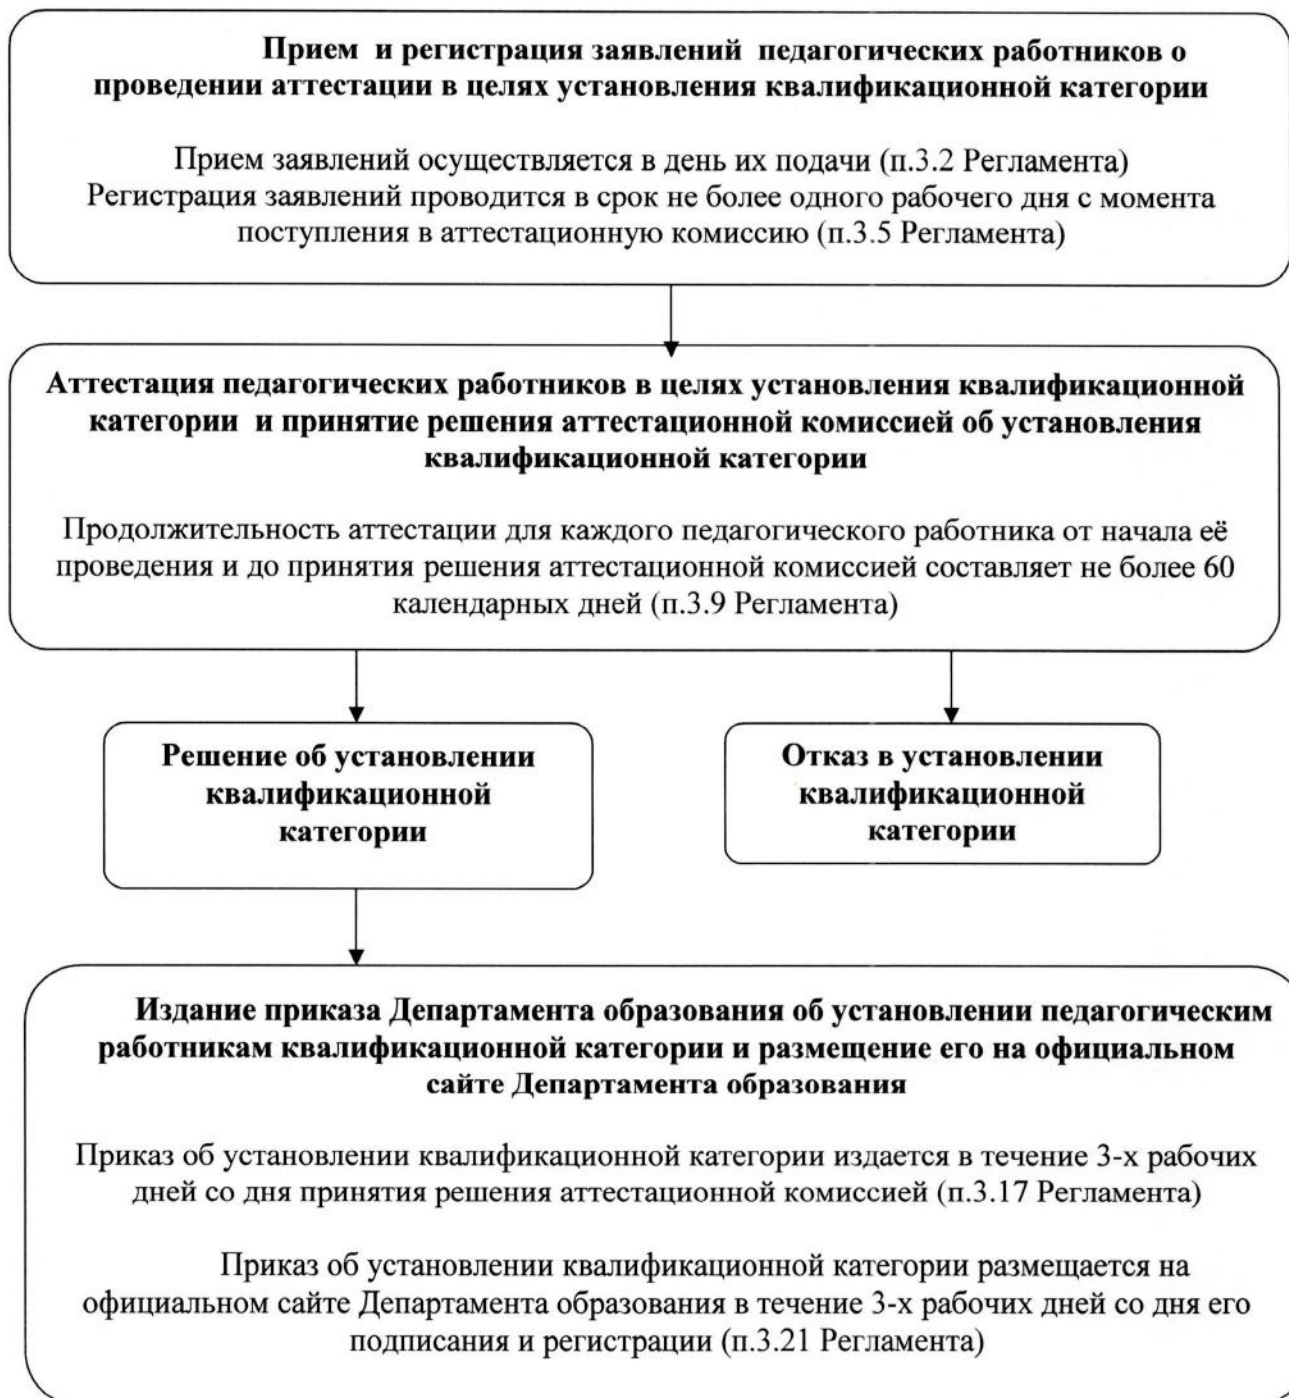 Прием и регистрация заявлений педагогических работников о
проведении аттестации в целях установления квалификационной категории
Прием заявлений осуществляется в день их подачи (п.3.2 Регламента)
Регистрация заявлений проводится в срок не более одного рабочего дня с момента
поступления в аттестационную комиссию (п.3.5 Регламента)
Аттестация педагогических работников в целях установления квалификационной
категории и принятие решения аттестационной комиссией об установления
квалификационной категории
Продолжительность аттестации для каждого педагогического работника от начала её
проведения и до принятия решения аттестационной комиссией составляет не более 60
календарных дней (п.3.9 Регламента)
Решение об установлении
квалификационной
категории
Отказ в установлении
квалификационной
категории
Издание приказа Департамента образования об установлении педагогическим
работникам квалификационной категории и размещение его на официальном
сайте Департамента образования
Приказ об установлении квалификационной категории издается в течение 3-х рабочих
дней со дня принятия решения аттестационной комиссией (п.3.17 Регламента)
Приказ об установлении квалификационной категории размещается на
официальном сайте Департамента образования в течение 3-х рабочих дней со дня его
подписания и регистрации (п.3.21 Регламента)